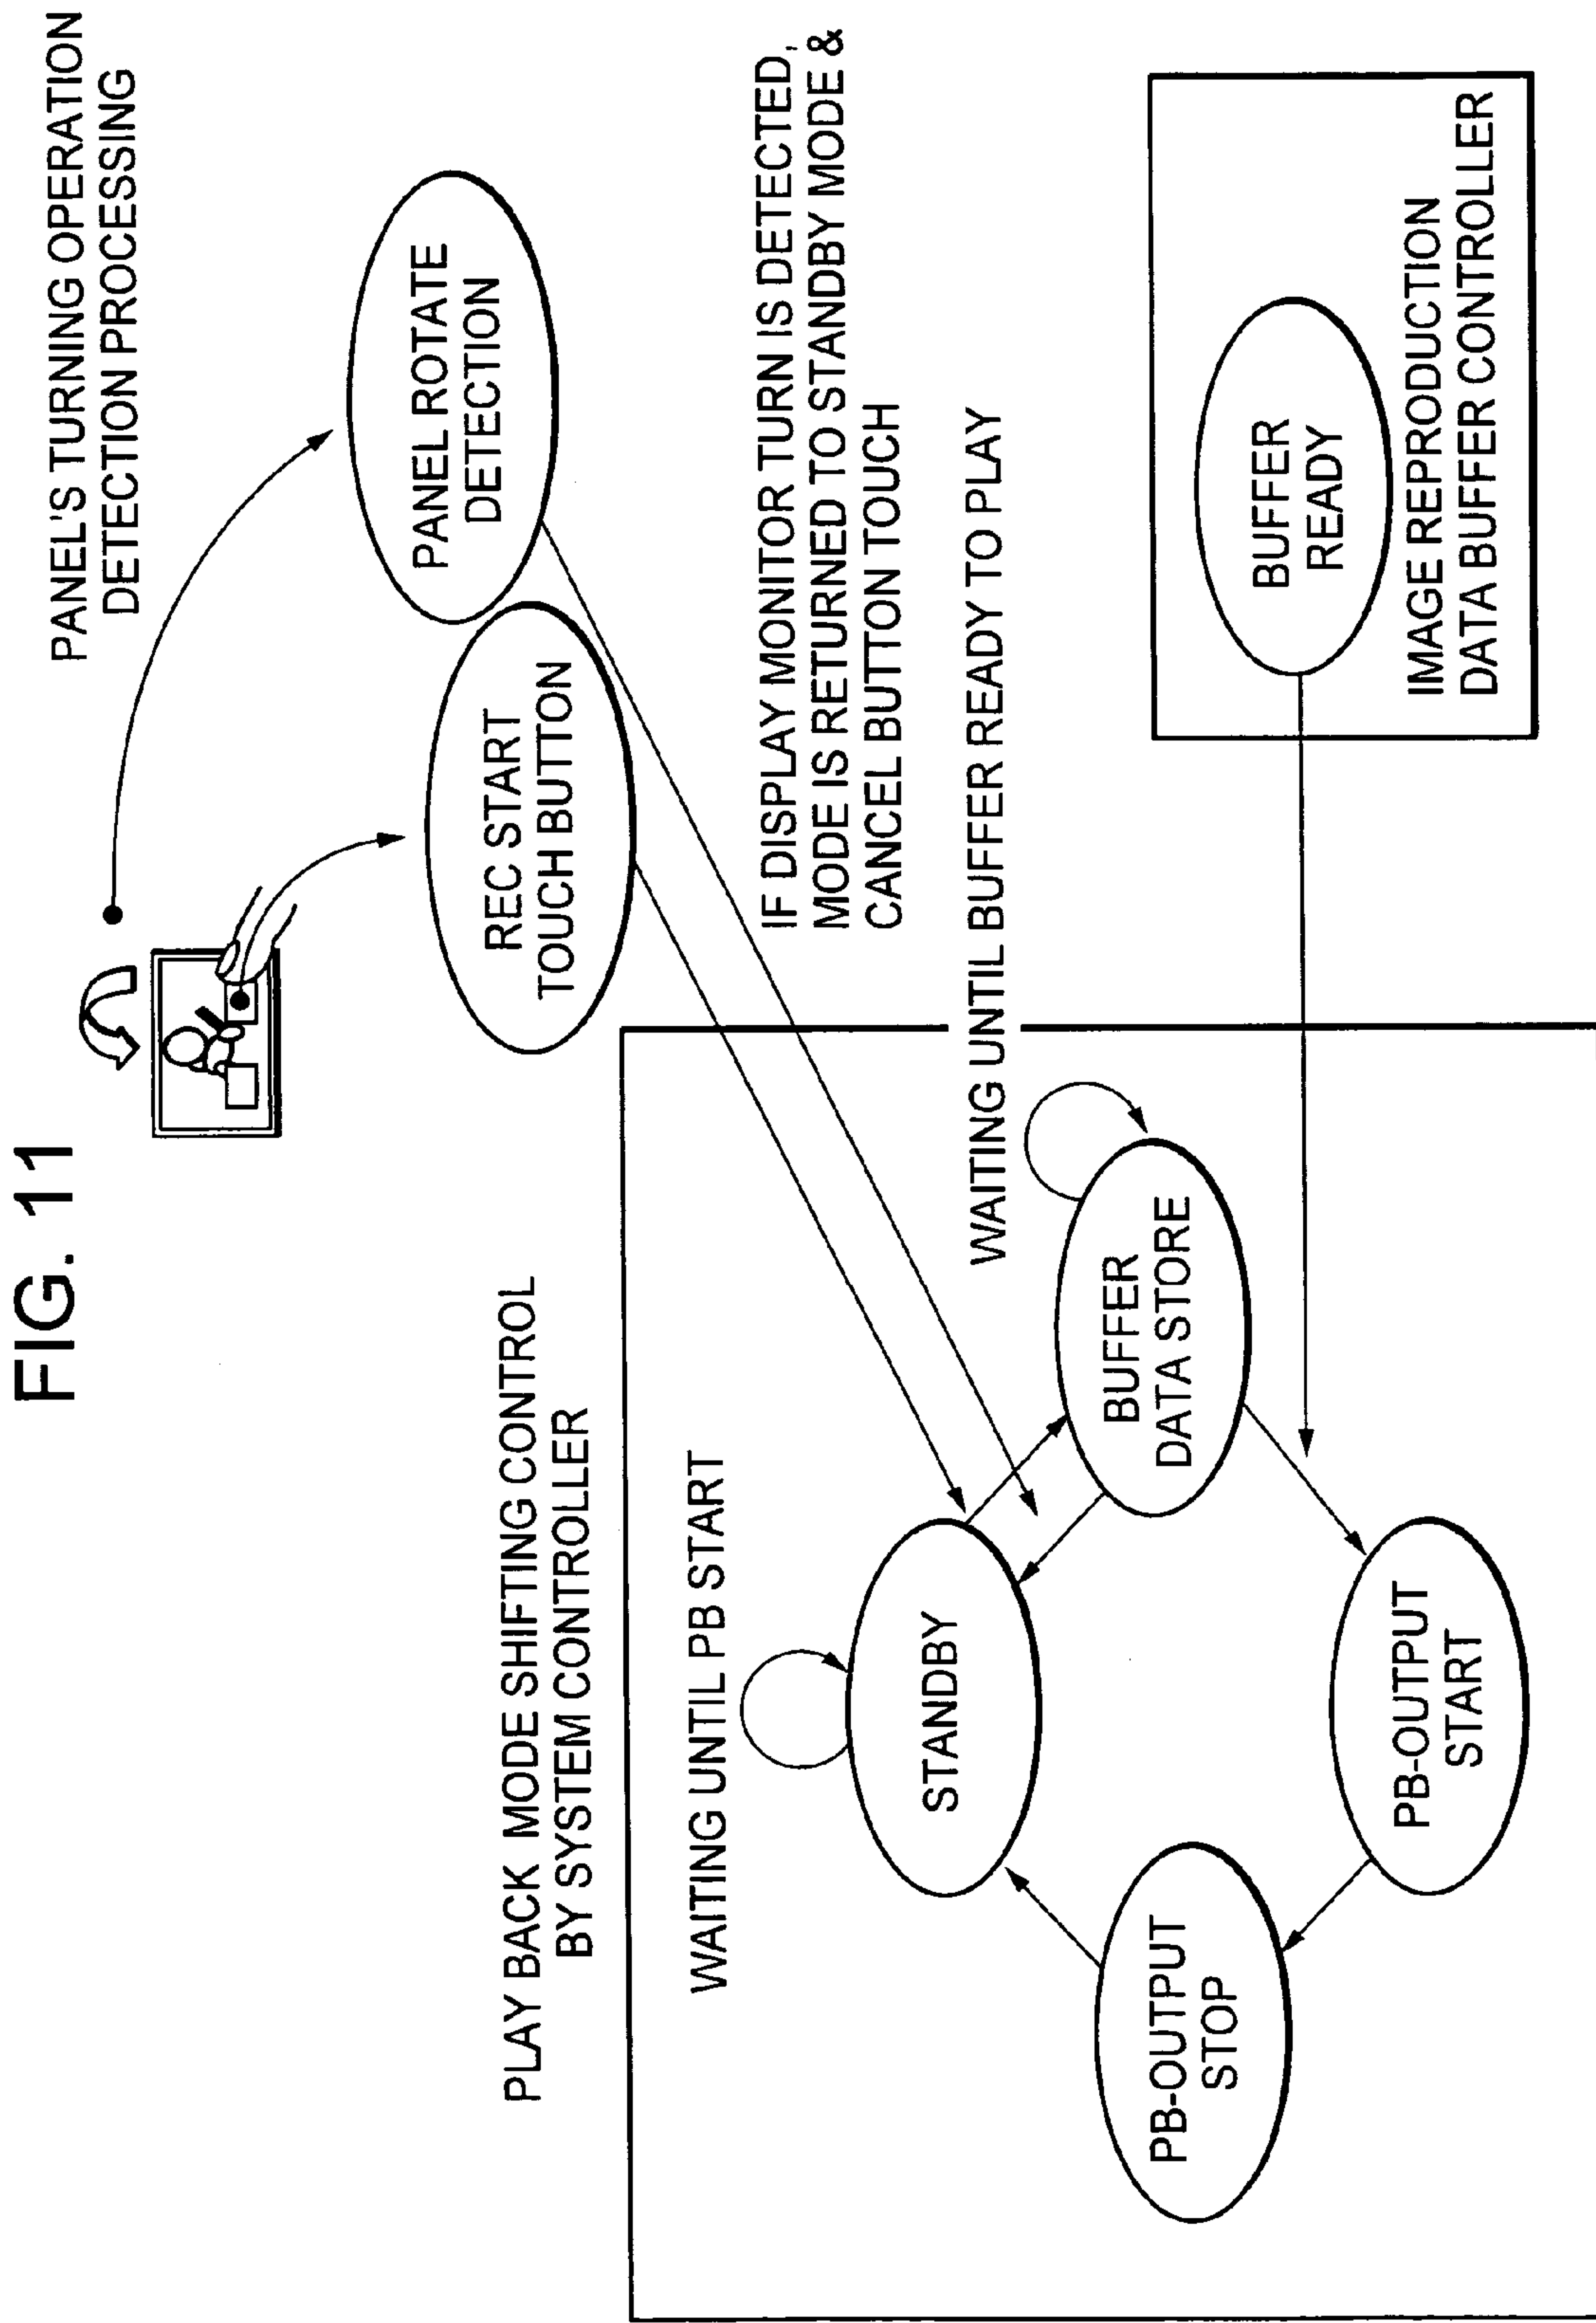 FIG. 11
PANEL'S TURNING OPERATION
DETECTION PROCESSING
PANEL ROTATE
DETECTION
REC START
TOUCH BUTTON
PLAY BACK MODE SHIFTING CONTROL
BY SYSTEM CONTROLLER
IF DISPLAY MONITOR TURN IS DETECTED,
MODE IS RETURNED TO STANDBY MODE &
CANCEL BUTTON TOUCH
WAITING UNTIL PB START
WAITING UNTIL BUFFER READY TO PLAY
STANDBY
BUFFER
DATA STORE
PB-OUTPUT
STOP
PB-OUTPUT
START
BUFFER
READY
IMAGE REPRODUCTION
DATA BUFFER CONTROLLER